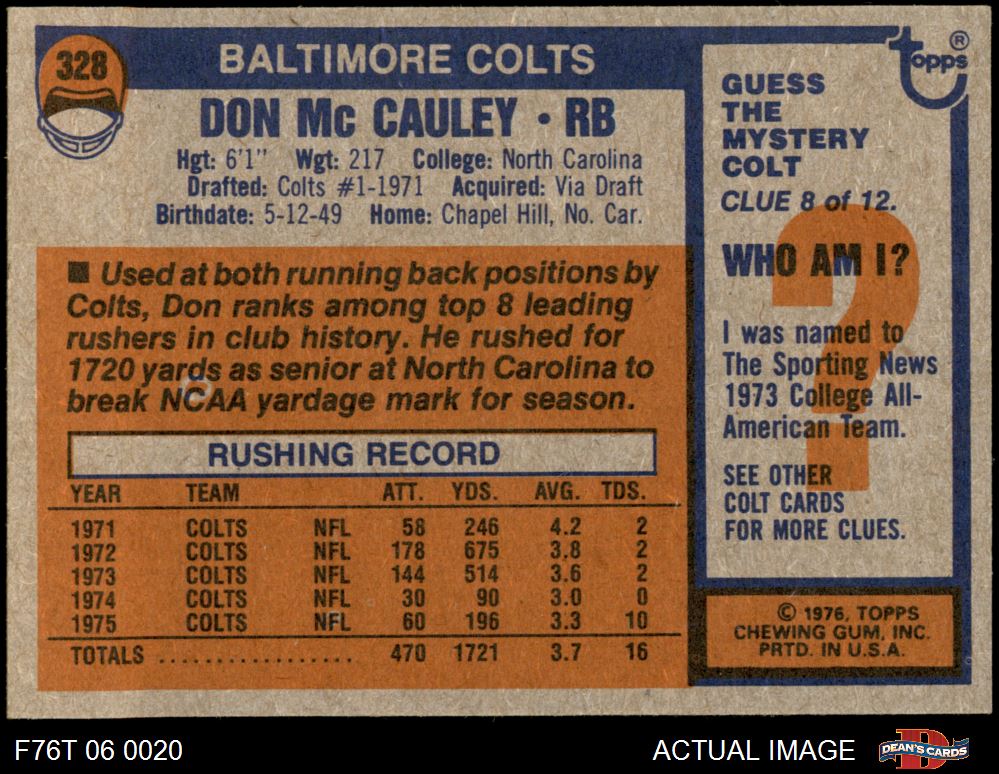 328
BALTIMORE COLTS
DON Mc CAULEY • RB
Hgt: 6'1" Wgt: 217 College: North Carolina
Drafted: Colts #1-1971 Acquired: Via Draft
Birthdate: 5-12-49 Home: Chapel Hill, No. Car.
■ Used at both running back positions by
Colts, Don ranks among top 8 leading
rushers in club history. He rushed for
1720 yards as senior at North Carolina to
break NCAA yardage mark for season.
RUSHING RECORD
YEAR TEAM ATT. YDS. AVG. TDS.
1971 COLTS NFL 58 246 4.2 2
1972 COLTS NFL 178 675 3.8 2
1973 COLTS NFL 144 514 3.6 2
1974 COLTS NFL 30 90 3.0 0
1975 COLTS NFL 60 196 3.3 10
TOTALS .................. 470 1721 3.7 16
Topps ®
GUESS
THE
MYSTERY
COLT
CLUE 8 of 12.
WHO AM I?
?
I was named to
The Sporting News
1973 College All-
American Team.
SEE OTHER
COLT CARDS
FOR MORE CLUES.
© 1976, TOPPS
CHEWING GUM, INC.
PRTD. IN U.S.A.
F76T 06 0020
ACTUAL IMAGE
D
DEAN'S CARDS